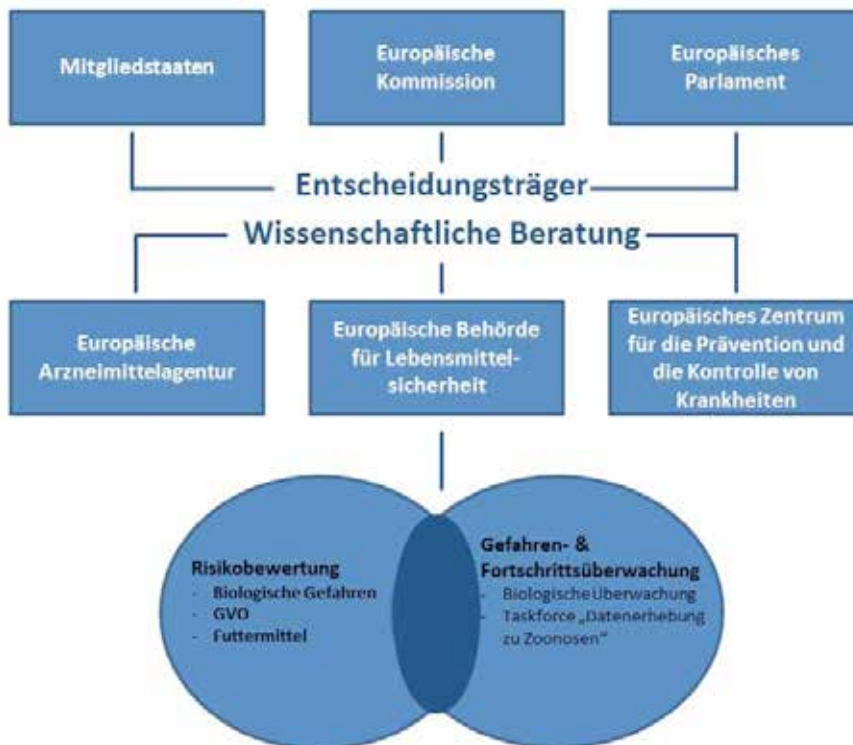 Mitgliedstaaten
Europäische
Kommission
Europäisches
Parlament
Entscheidungsträger
Wissenschaftliche Beratung
Europäische
Arzneimittelagentur
Europäische Behörde
für Lebensmittel-
sicherheit
Europäisches Zentrum
für die Prävention und
die Kontrolle von
Krankheiten
Risikobewertung
- Biologische Gefahren
- GVO
- Futtermittel
Gefahren- &
Fortschrittsüberwachung
- Biologische Überwachung
- Taskforce „Datenerhebung
zu Zoonosen“